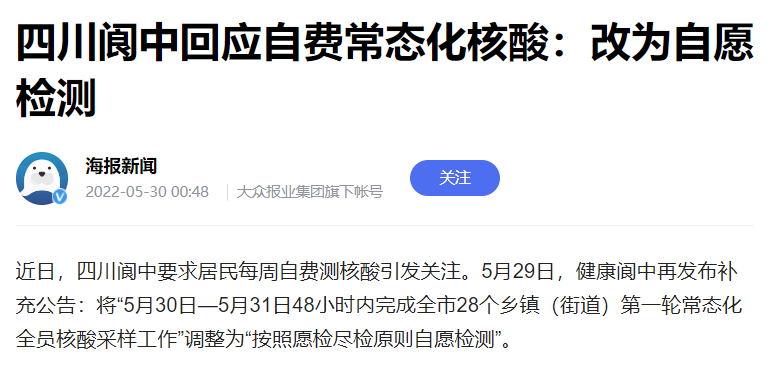 四川阆中回应自费常态化核酸：改为自愿
检测
海报新闻
2022-05-30 00:48 大众报业集团旗下帐号
关注
近日，四川阆中要求居民每周自费测核酸引发关注。5月29日，健康阆中再发布补
充公告：将“5月30日—5月31日48小时内完成全市28个乡镇（街道）第一轮常态化
全员核酸采样工作”调整为“按照愿检尽检原则自愿检测”。